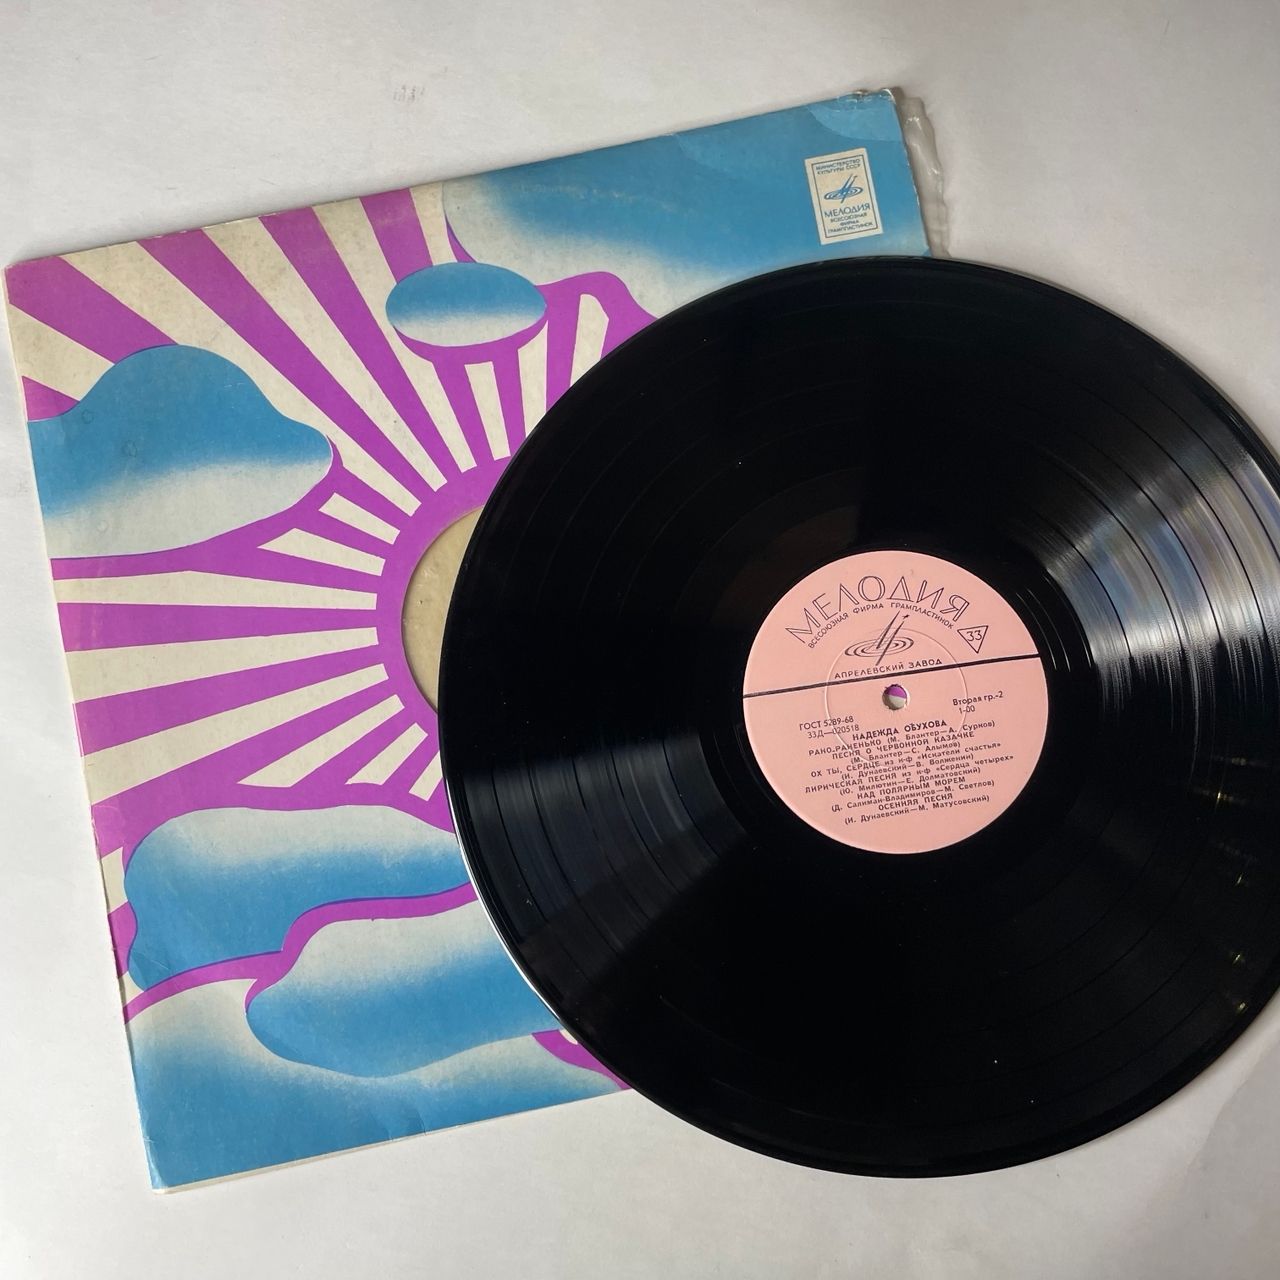 МИНИСТЕРСТВО
КУЛЬТУРЫ СССР
МЕЛОДИЯ
ВСЕСОЮЗНАЯ
ФИРМА
ГРАМПЛАСТИНОК
МЕЛОДИЯ
ВСЕСОЮЗНАЯ ФИРМА ГРАМПЛАСТИНОК
33
АПРЕЛЕВСКИЙ ЗАВОД
ГОСТ 5289-68
Вторая гр.-2
33Д—020518
1-00
НАДЕЖДА ОБУХОВА
РАНО-РАНЕНЬКО (М. Блантер—А. Сурков)
ПЕСНЯ О ЧЕРВОННОЙ КАЗАЧКЕ
(М. Блантер—С. Алымов)
ОХ ТЫ, СЕРДЦЕ из к-ф «Искатели счастья»
(И. Дунаевский—В. Волженин)
ЛИРИЧЕСКАЯ ПЕСНЯ из к-ф «Сердца четырех»
(Ю. Милютин—Е. Долматовский)
НАД ПОЛЯРНЫМ МОРЕМ
(Д. Салиман-Владимиров—М. Светлов)
ОСЕННЯЯ ПЕСНЯ
(И. Дунаевский—М. Матусовский)